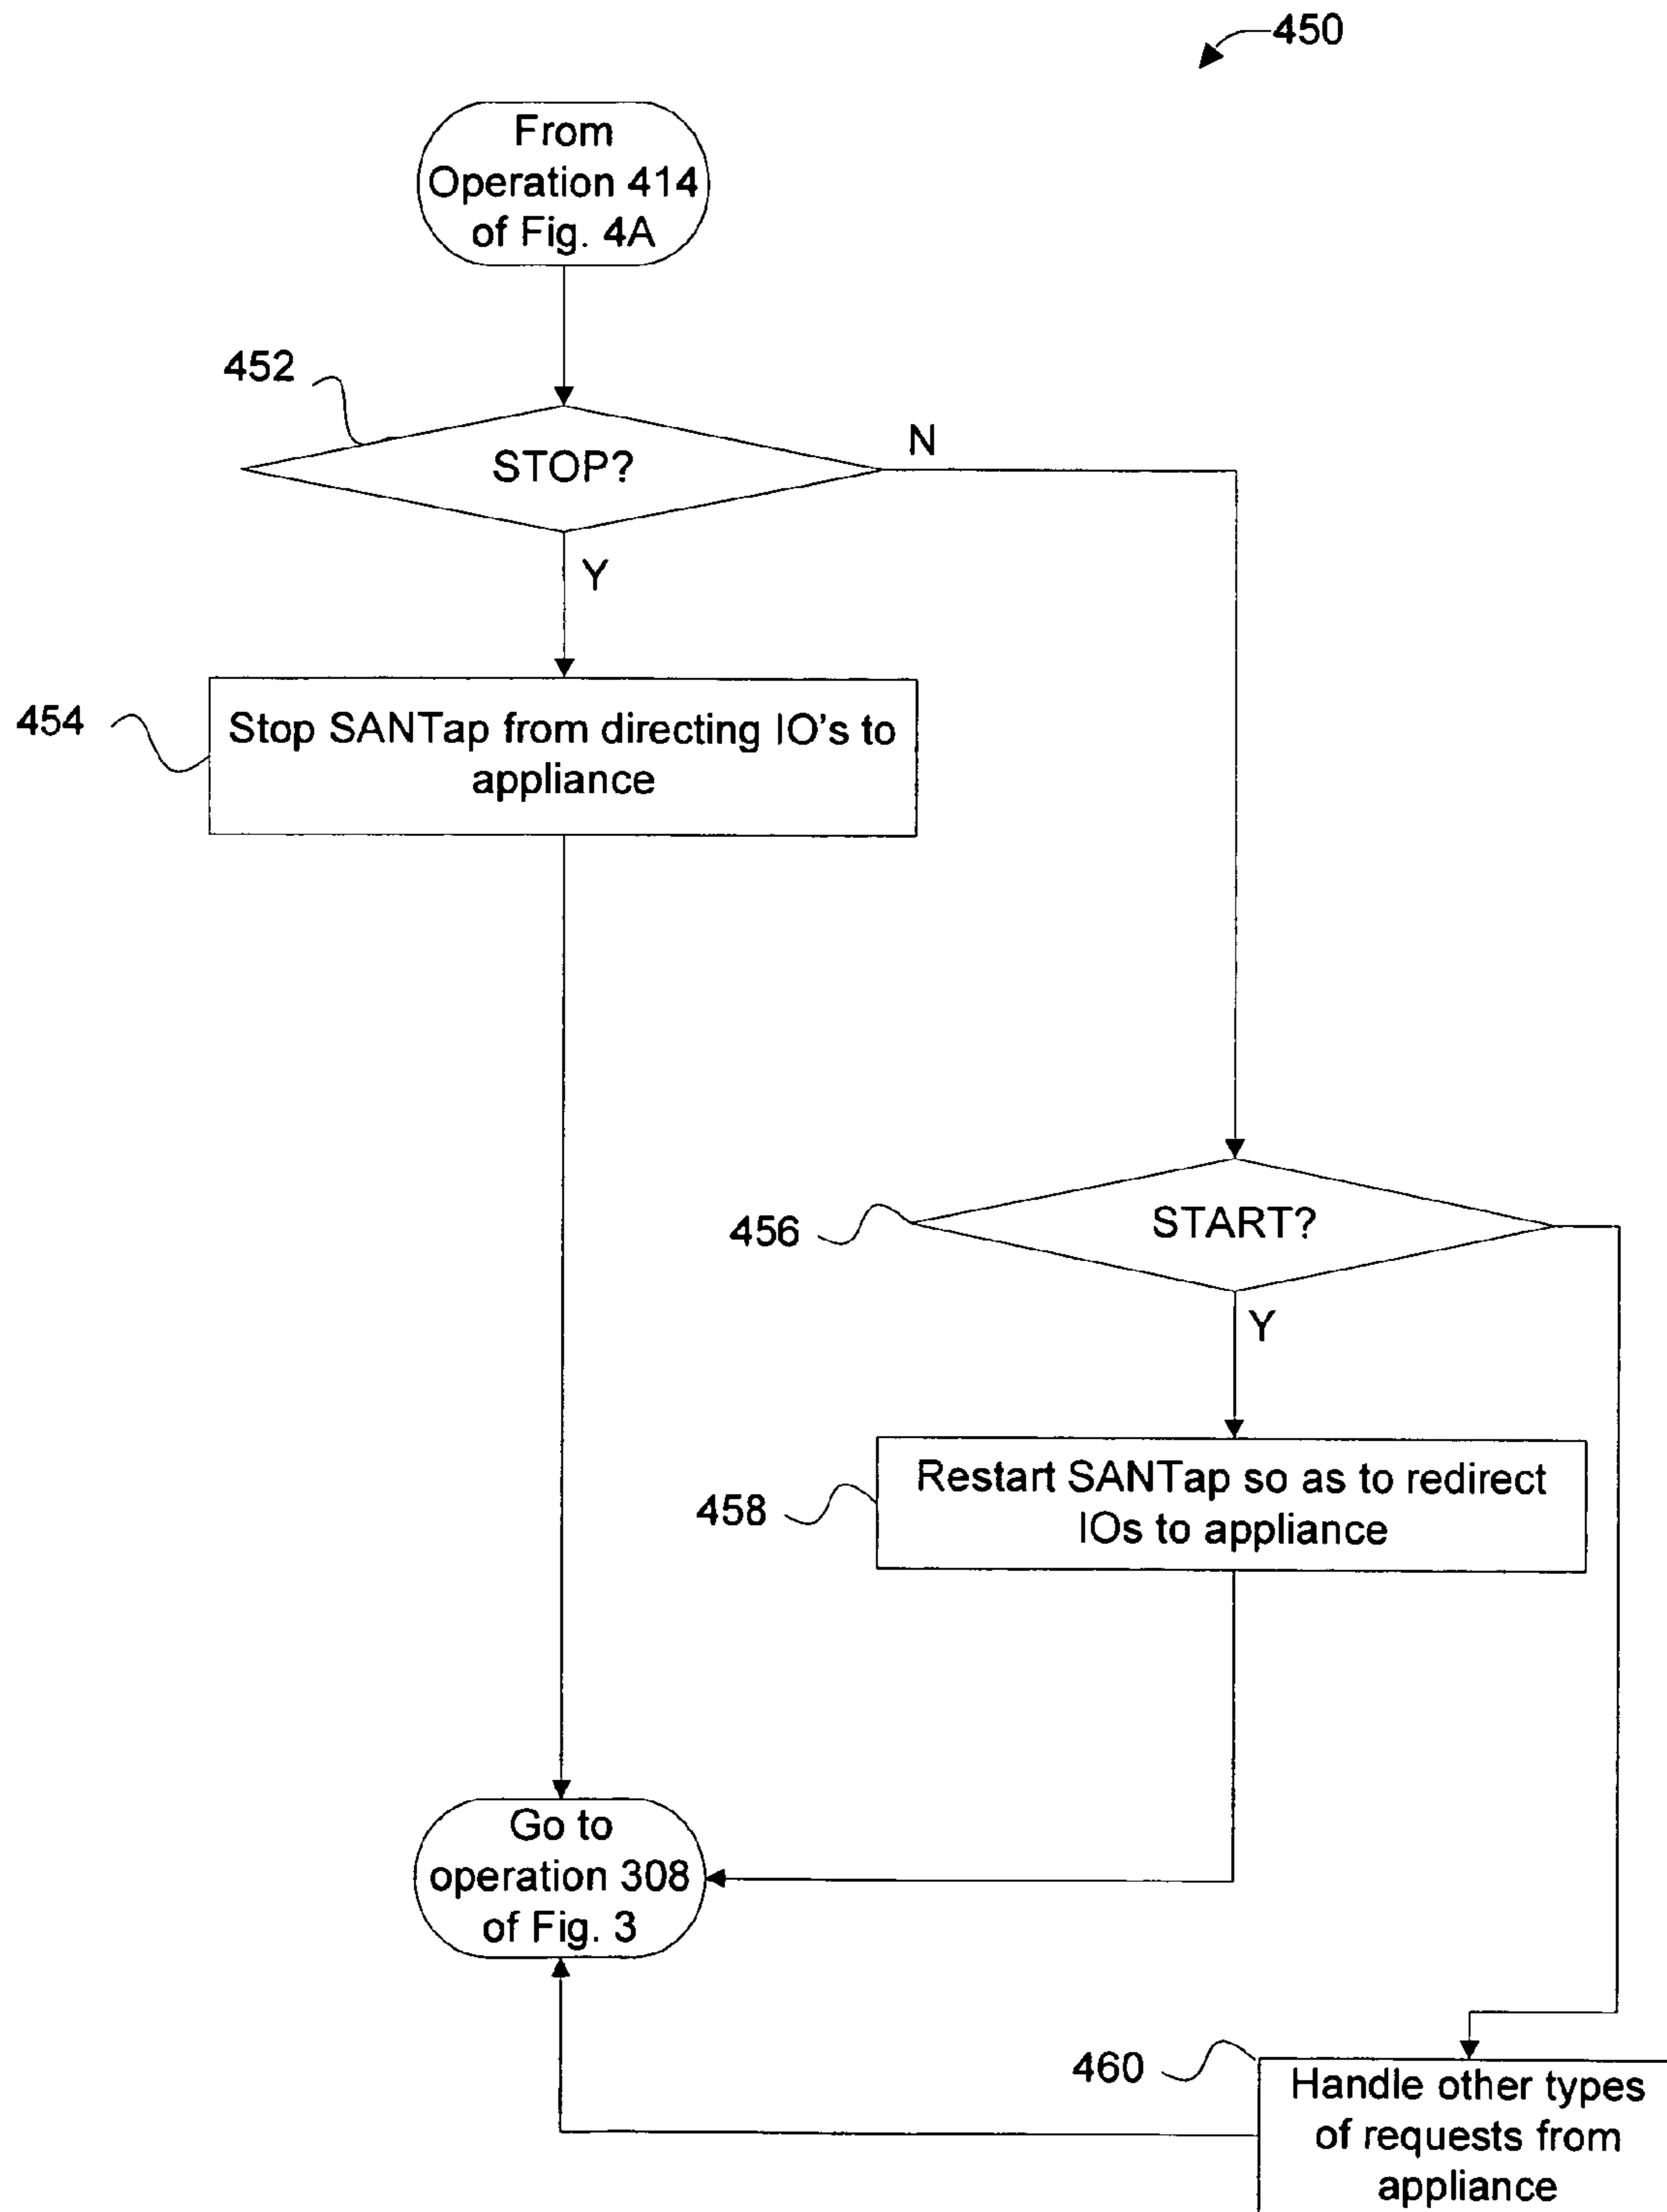 450
From
Operation 414
of Fig. 4A
452
STOP?
N
Y
454
Stop SANTap from directing IO's to
appliance
456
START?
Y
458
Restart SANTap so as to redirect
IOs to appliance
Go to
operation 308
of Fig. 3
460
Handle other types
of requests from
appliance